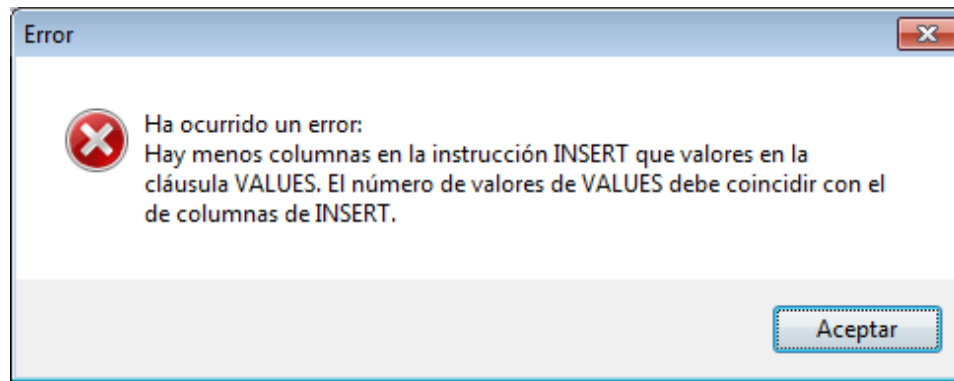 Error
Ha ocurrido un error:
Hay menos columnas en la instrucción INSERT que valores en la
cláusula VALUES. El número de valores de VALUES debe coincidir con el
de columnas de INSERT.
Aceptar